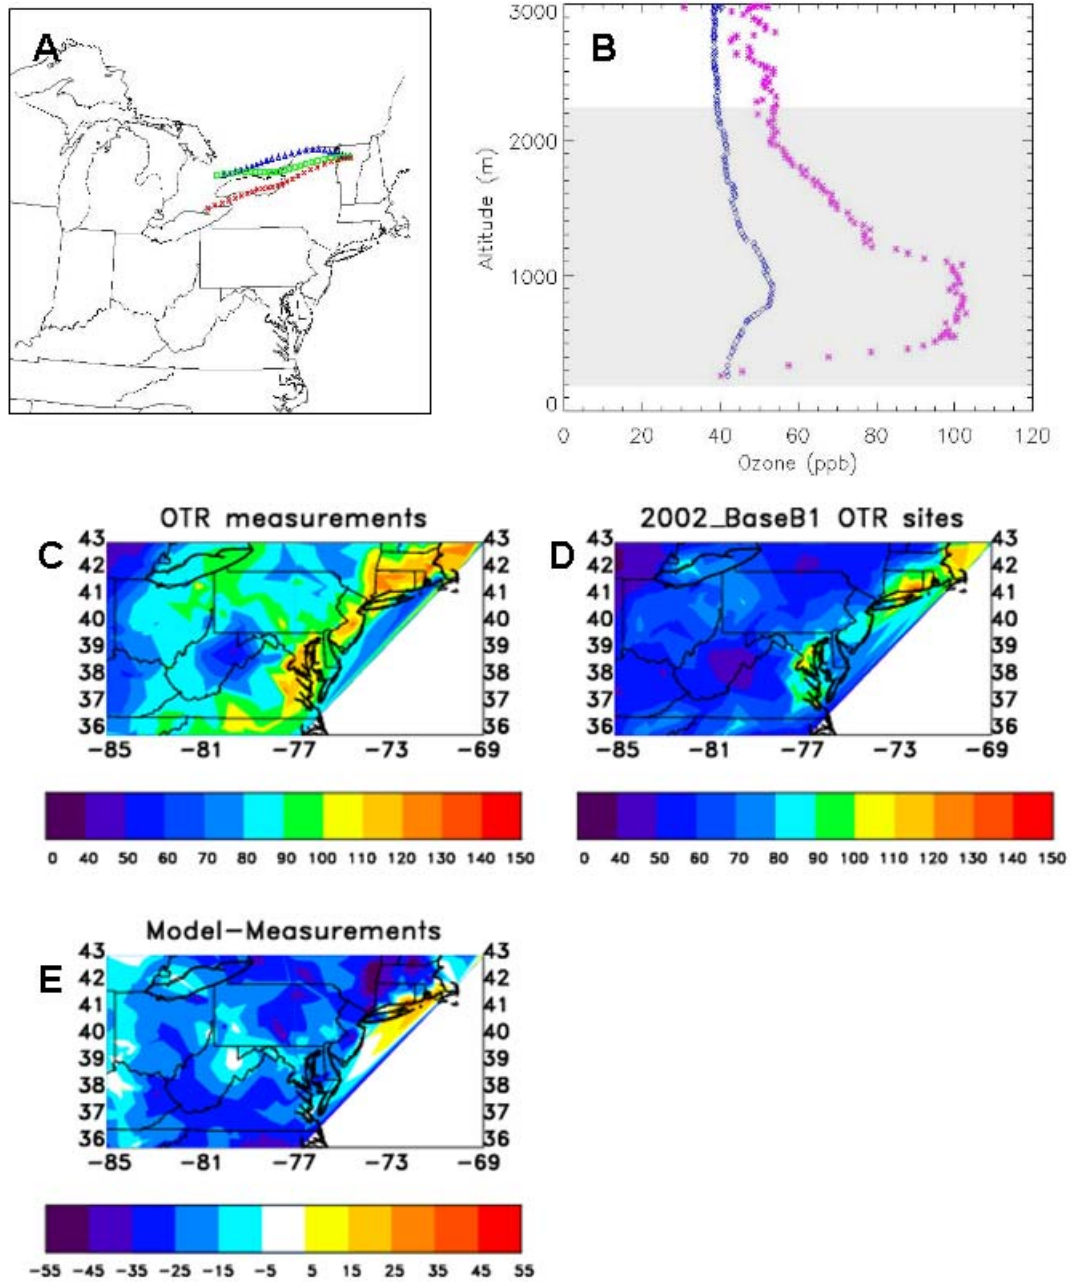 A
B
3000
2000
1000
0
Altitude (m)
0 20 40 60 80 100 120
Ozone (ppb)
OTR measurements
C
43 43
42 42
41 41
40 40
39 39
38 38
37 37
36 36
-85 -81 -77 -73 -69
0 40 50 60 70 80 90 100 110 120 130 140 150
2002_BaseB1 OTR sites
D
43 43
42 42
41 41
40 40
39 39
38 38
37 37
36 36
-85 -81 -77 -73 -69
0 40 50 60 70 80 90 100 110 120 130 140 150
Model-Measurements
E
43 43
42 42
41 41
40 40
39 39
38 38
37 37
36 36
-85 -81 -77 -73 -69
-55 -45 -35 -25 -15 -5 5 15 25 35 45 55